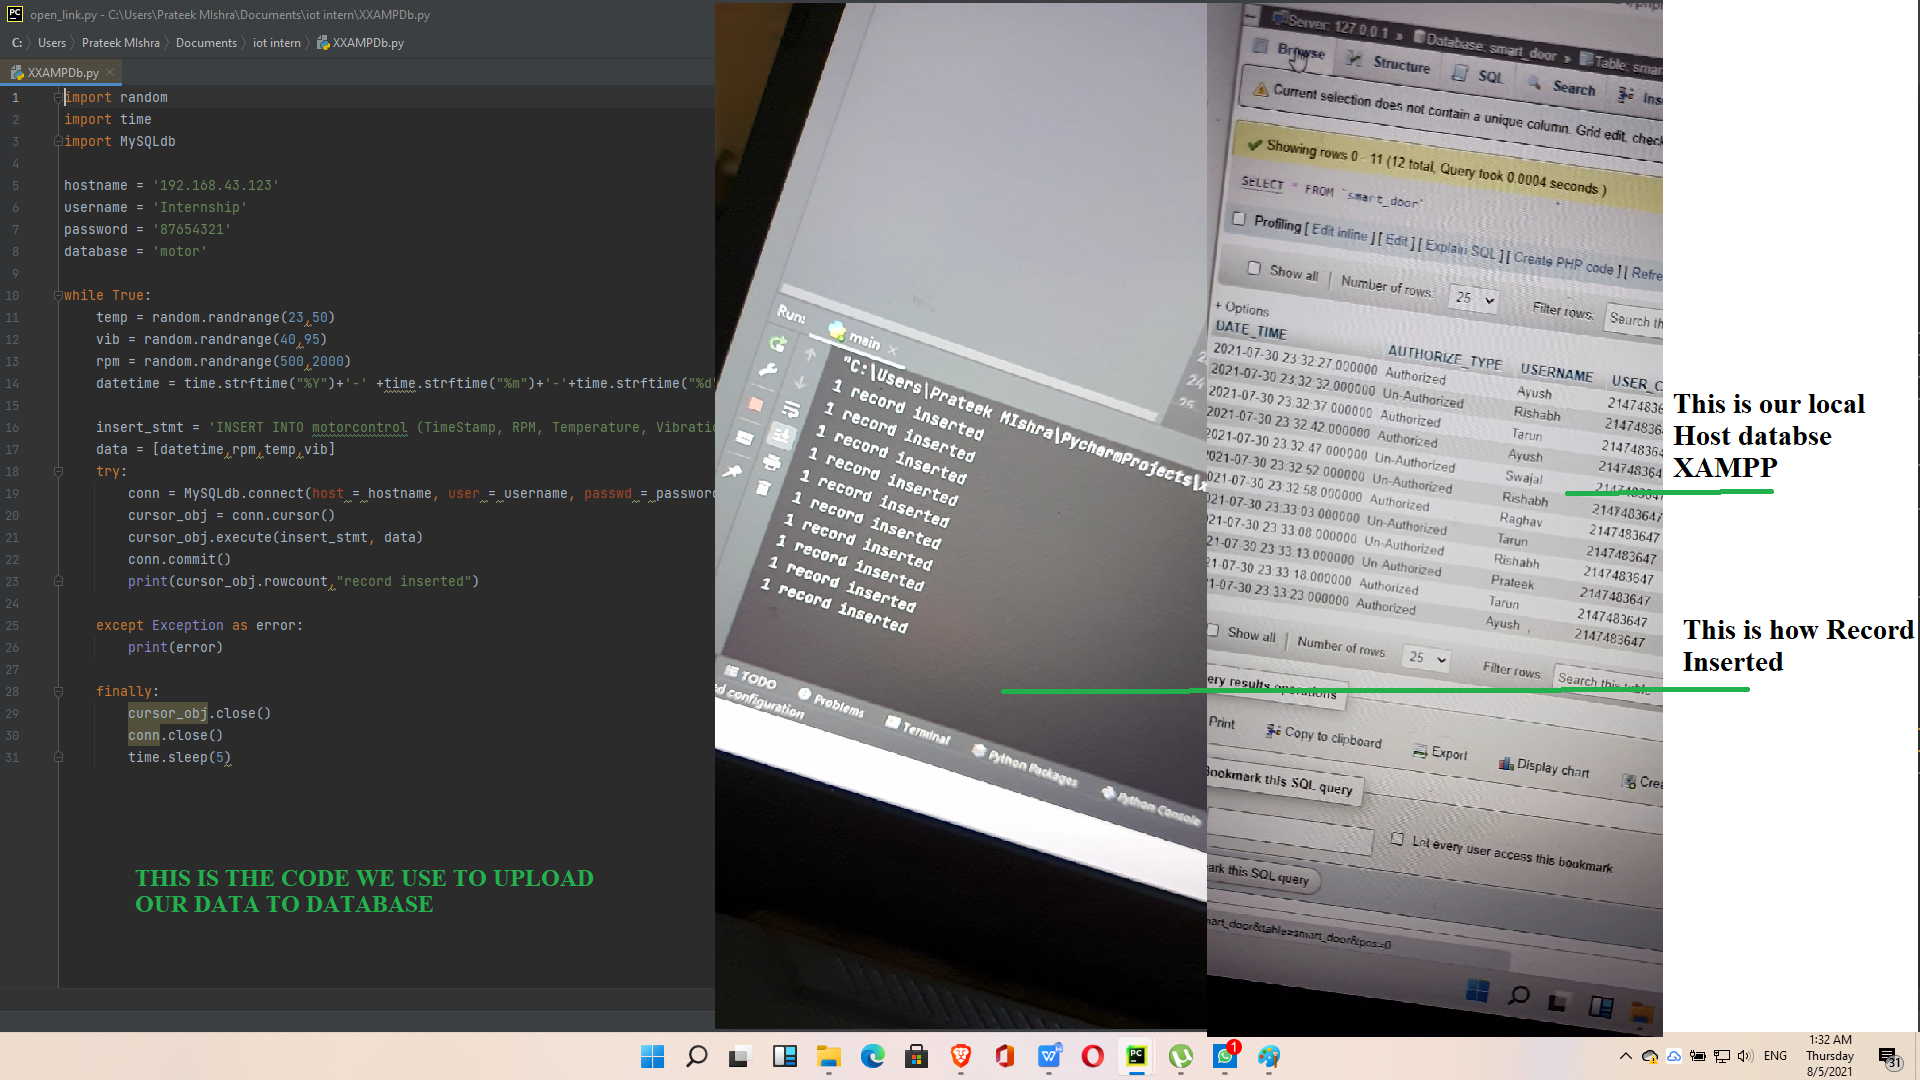 open_link.py - C:\Users\Prateek MIshra\Documents\iot intern\XXAMPDb.py
C: Users Prateek MIshra Documents iot intern XXAMPDb.py
XXAMPDb.py
1 import random
2 import time
3 import MySQLdb
4
5 hostname = '192.168.43.123'
6 username = 'Internship'
7 password = '87654321'
8 database = 'motor'
9
10 while True:
11 temp = random.randrange(23,50)
12 vib = random.randrange(40,95)
13 rpm = random.randrange(500,2000)
14 datetime = time.strftime("%Y")+'-' +time.strftime("%m")+'-'+time.strftime("%d"
15
16 insert_stmt = 'INSERT INTO motorcontrol (TimeStamp, RPM, Temperature, Vibratio
17 data = [datetime,rpm,temp,vib]
18 try:
19 conn = MySQLdb.connect(host = hostname, user = username, passwd = password
20 cursor_obj = conn.cursor()
21 cursor_obj.execute(insert_stmt, data)
22 conn.commit()
23 print(cursor_obj.rowcount,"record inserted")
24
25 except Exception as error:
26 print(error)
27
28 finally:
29 cursor_obj.close()
30 conn.close()
31 time.sleep(5)
THIS IS THE CODE WE USE TO UPLOAD
OUR DATA TO DATABASE
Run: main
"C:\Users\Prateek MIshra\PycharmProjects\x
1 record inserted
1 record inserted
1 record inserted
1 record inserted
1 record inserted
1 record inserted
1 record inserted
1 record inserted
1 record inserted
1 record inserted
TODO Problems Terminal Python Packages Python Console
d configuration
Server: 127.0.0.1 » Database: smart_door » Table: smar
Browse Structure SQL Search Ins
Current selection does not contain a unique column. Grid edit, check
Showing rows 0 - 11 (12 total, Query took 0.0004 seconds )
SELECT * FROM `smart_door`
Profiling [ Edit inline ] [ Edit ] [ Explain SQL ] [ Create PHP code ] [ Refre
Show all Number of rows: 25 Filter rows: Search th
+ Options
DATE_TIME AUTHORIZE_TYPE USERNAME USER_C
2021-07-30 23:32:27.000000 Authorized Ayush 21474836
2021-07-30 23:32:32.000000 Un-Authorized Rishabh 21474836
2021-07-30 23:32:37.000000 Authorized Tarun 21474836
2021-07-30 23:32:42.000000 Authorized Ayush 21474836
2021-07-30 23:32:47.000000 Un-Authorized Swajal 2147483647
2021-07-30 23:32:52.000000 Un-Authorized Rishabh 2147483647
2021-07-30 23:32:58.000000 Authorized Raghav 2147483647
021-07-30 23:33:03.000000 Un-Authorized Tarun 2147483647
021-07-30 23:33:08.000000 Un-Authorized Rishabh 2147483647
21-07-30 23:33:13.000000 Un-Authorized Prateek 2147483647
21-07-30 23:33:18.000000 Authorized Tarun 2147483647
1-07-30 23:33:23.000000 Authorized Ayush 2147483647
Show all Number of rows: 25 Filter rows: Search this table
ery results operations
Print Copy to clipboard Export Display chart Crea
Bookmark this SQL query
Let every user access this bookmark
ark this SQL query
mart_door&table=smart_door&pos=0
This is our local
Host databse
XAMPP
This is how Record
Inserted
1
ENG
1:32 AM
Thursday
8/5/2021
31